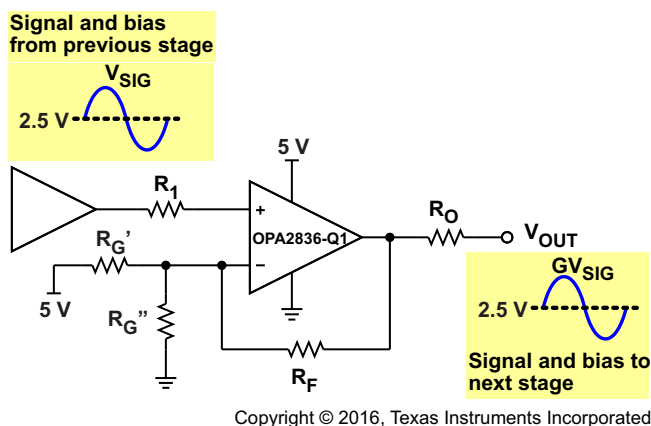 Signal and bias
from previous stage
VSIG
2.5 V
5 V
R1
+
OPA2836-Q1
−
RO
VOUT
RG'
5 V
RG"
RF
GVSIG
2.5 V
Signal and bias to
next stage
Copyright © 2016, Texas Instruments Incorporated